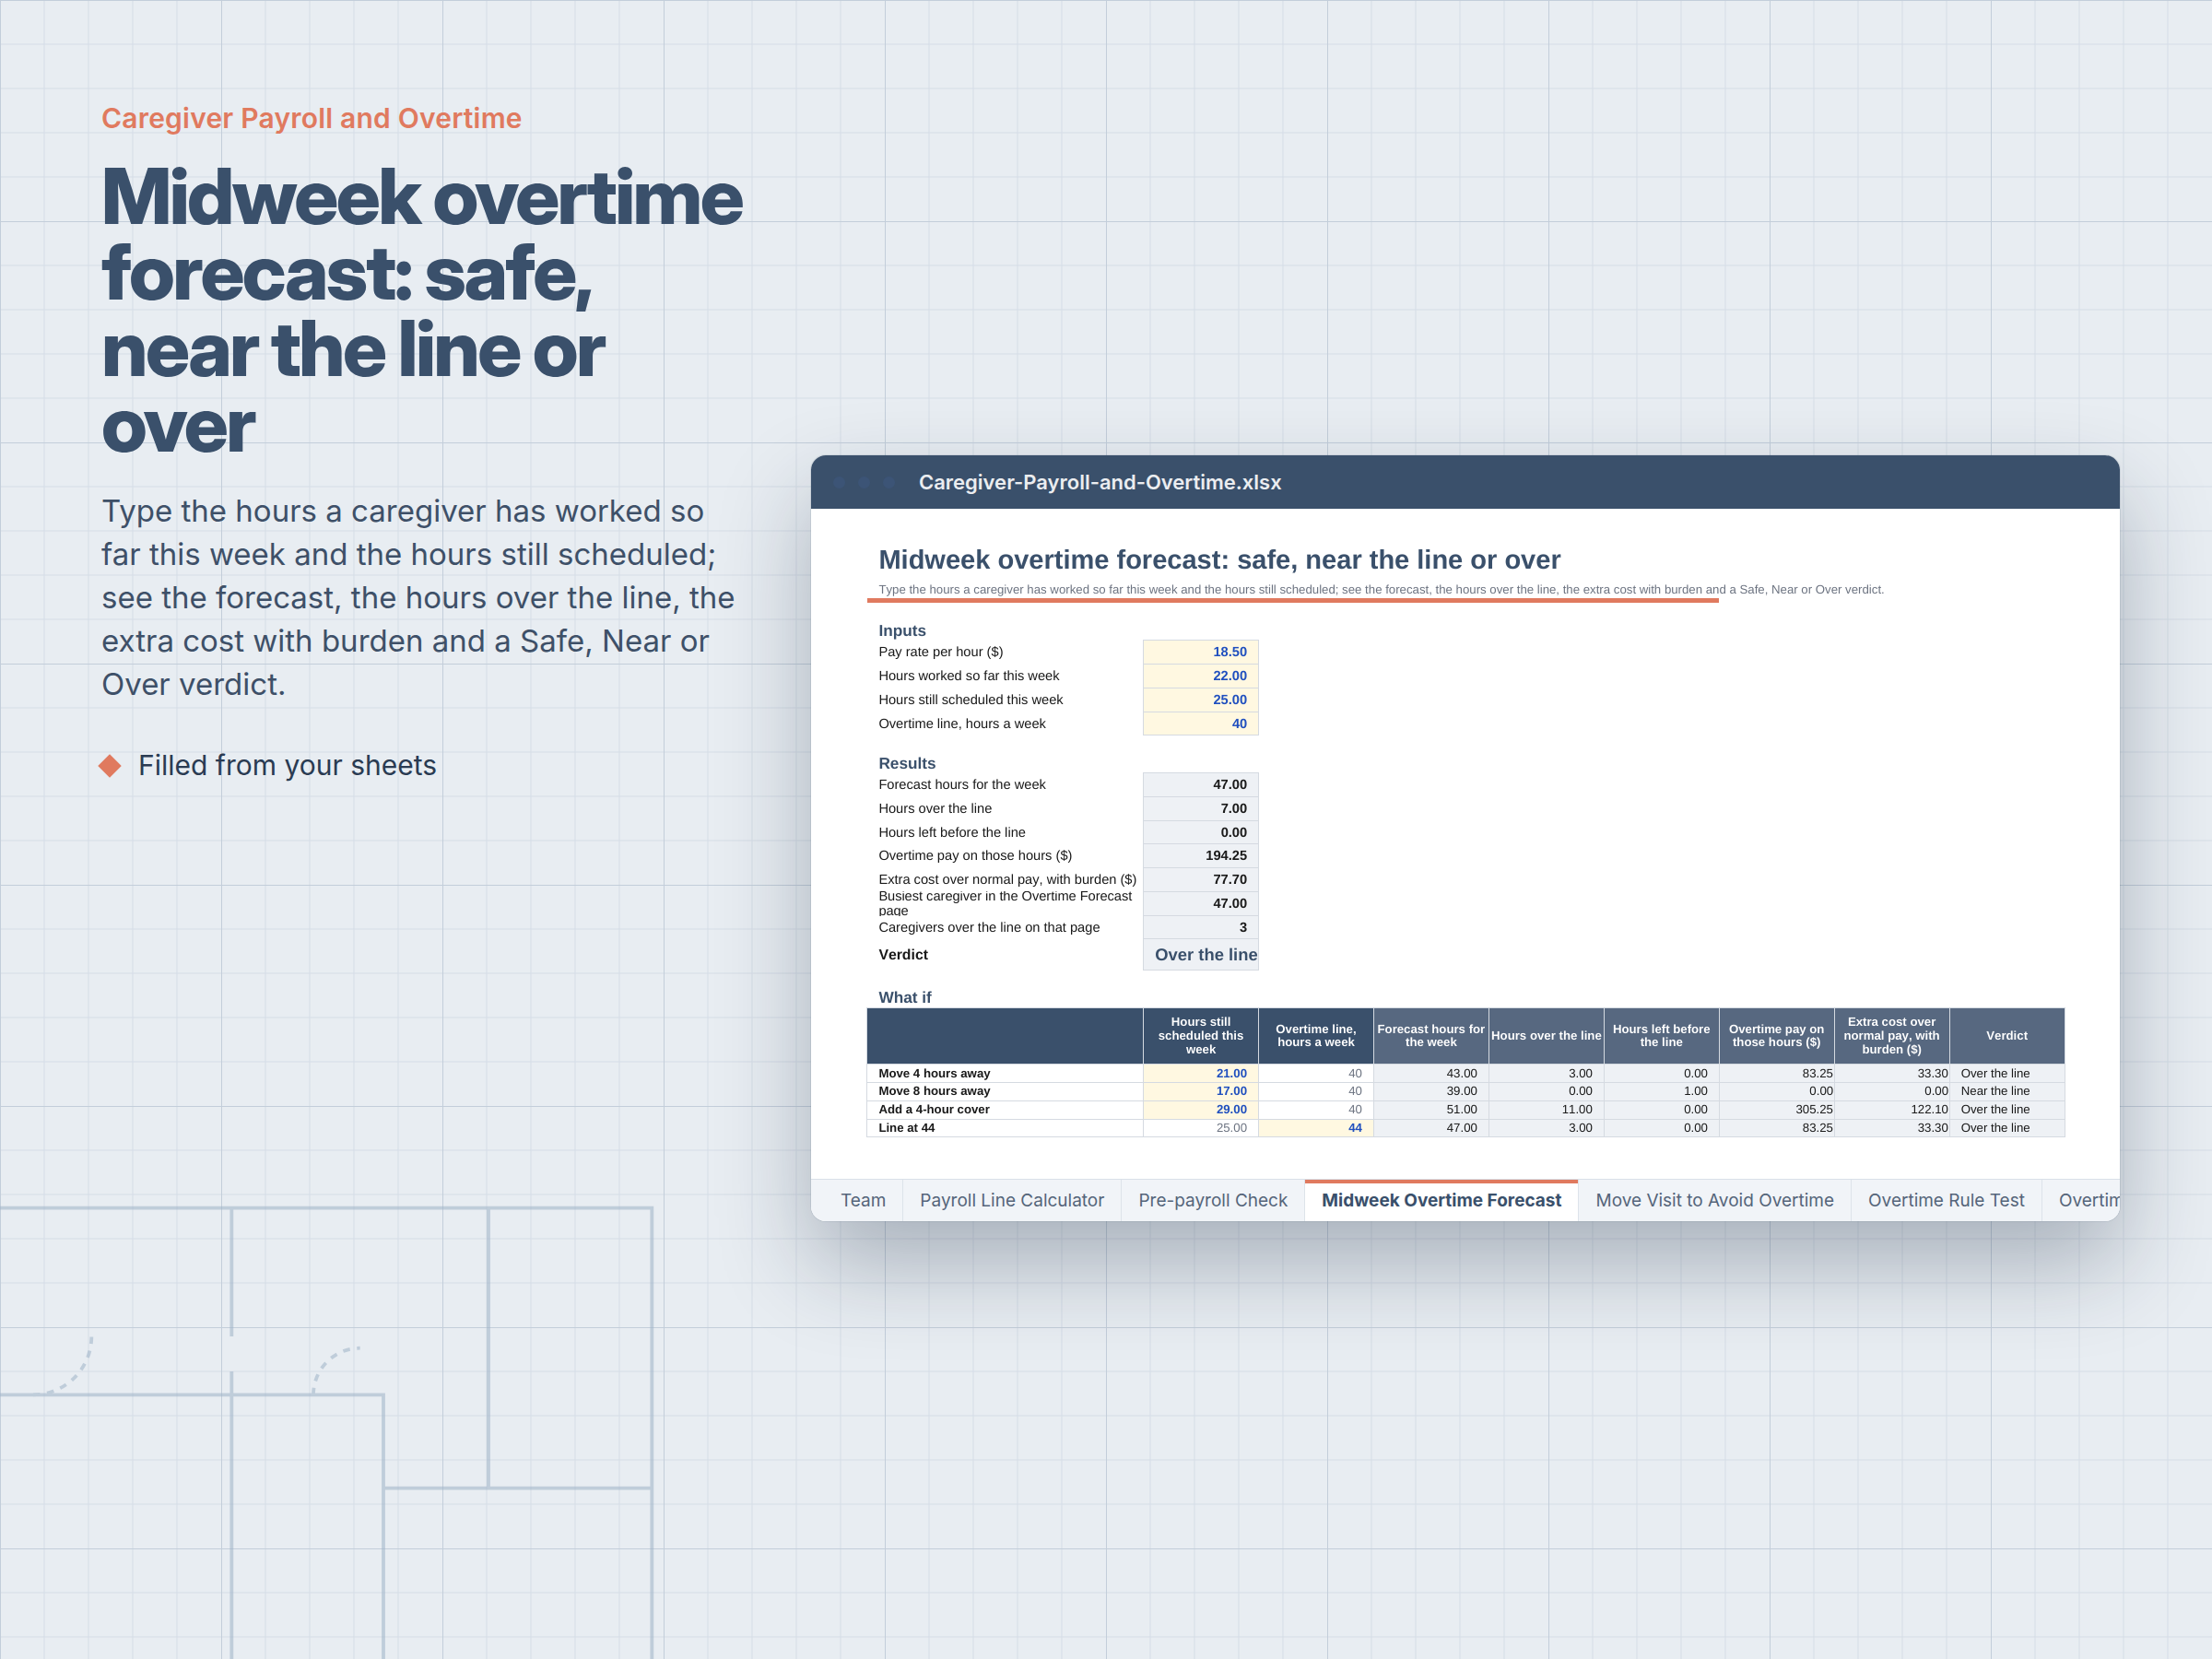 Caregiver Payroll and Overtime
Midweek overtime
forecast: safe,
near the line or
over
Type the hours a caregiver has worked so
far this week and the hours still scheduled;
see the forecast, the hours over the line, the
extra cost with burden and a Safe, Near or
Over verdict.
Filled from your sheets
Caregiver-Payroll-and-Overtime.xlsx
Midweek overtime forecast: safe, near the line or over
Type the hours a caregiver has worked so far this week and the hours still scheduled; see the forecast, the hours over the line, the extra cost with burden and a Safe, Near or Over verdict.
Inputs
Pay rate per hour ($) 18.50
Hours worked so far this week 22.00
Hours still scheduled this week 25.00
Overtime line, hours a week 40
Results
Forecast hours for the week 47.00
Hours over the line 7.00
Hours left before the line 0.00
Overtime pay on those hours ($) 194.25
Extra cost over normal pay, with burden ($) 77.70
Busiest caregiver in the Overtime Forecast page 47.00
Caregivers over the line on that page 3
Verdict Over the line
What if
Hours still scheduled this week Overtime line, hours a week Forecast hours for the week Hours over the line Hours left before the line Overtime pay on those hours ($) Extra cost over normal pay, with burden ($) Verdict
Move 4 hours away 21.00 40 43.00 3.00 0.00 83.25 33.30 Over the line
Move 8 hours away 17.00 40 39.00 0.00 1.00 0.00 0.00 Near the line
Add a 4-hour cover 29.00 40 51.00 11.00 0.00 305.25 122.10 Over the line
Line at 44 25.00 44 47.00 3.00 0.00 83.25 33.30 Over the line
Team Payroll Line Calculator Pre-payroll Check Midweek Overtime Forecast Move Visit to Avoid Overtime Overtime Rule Test Overtim